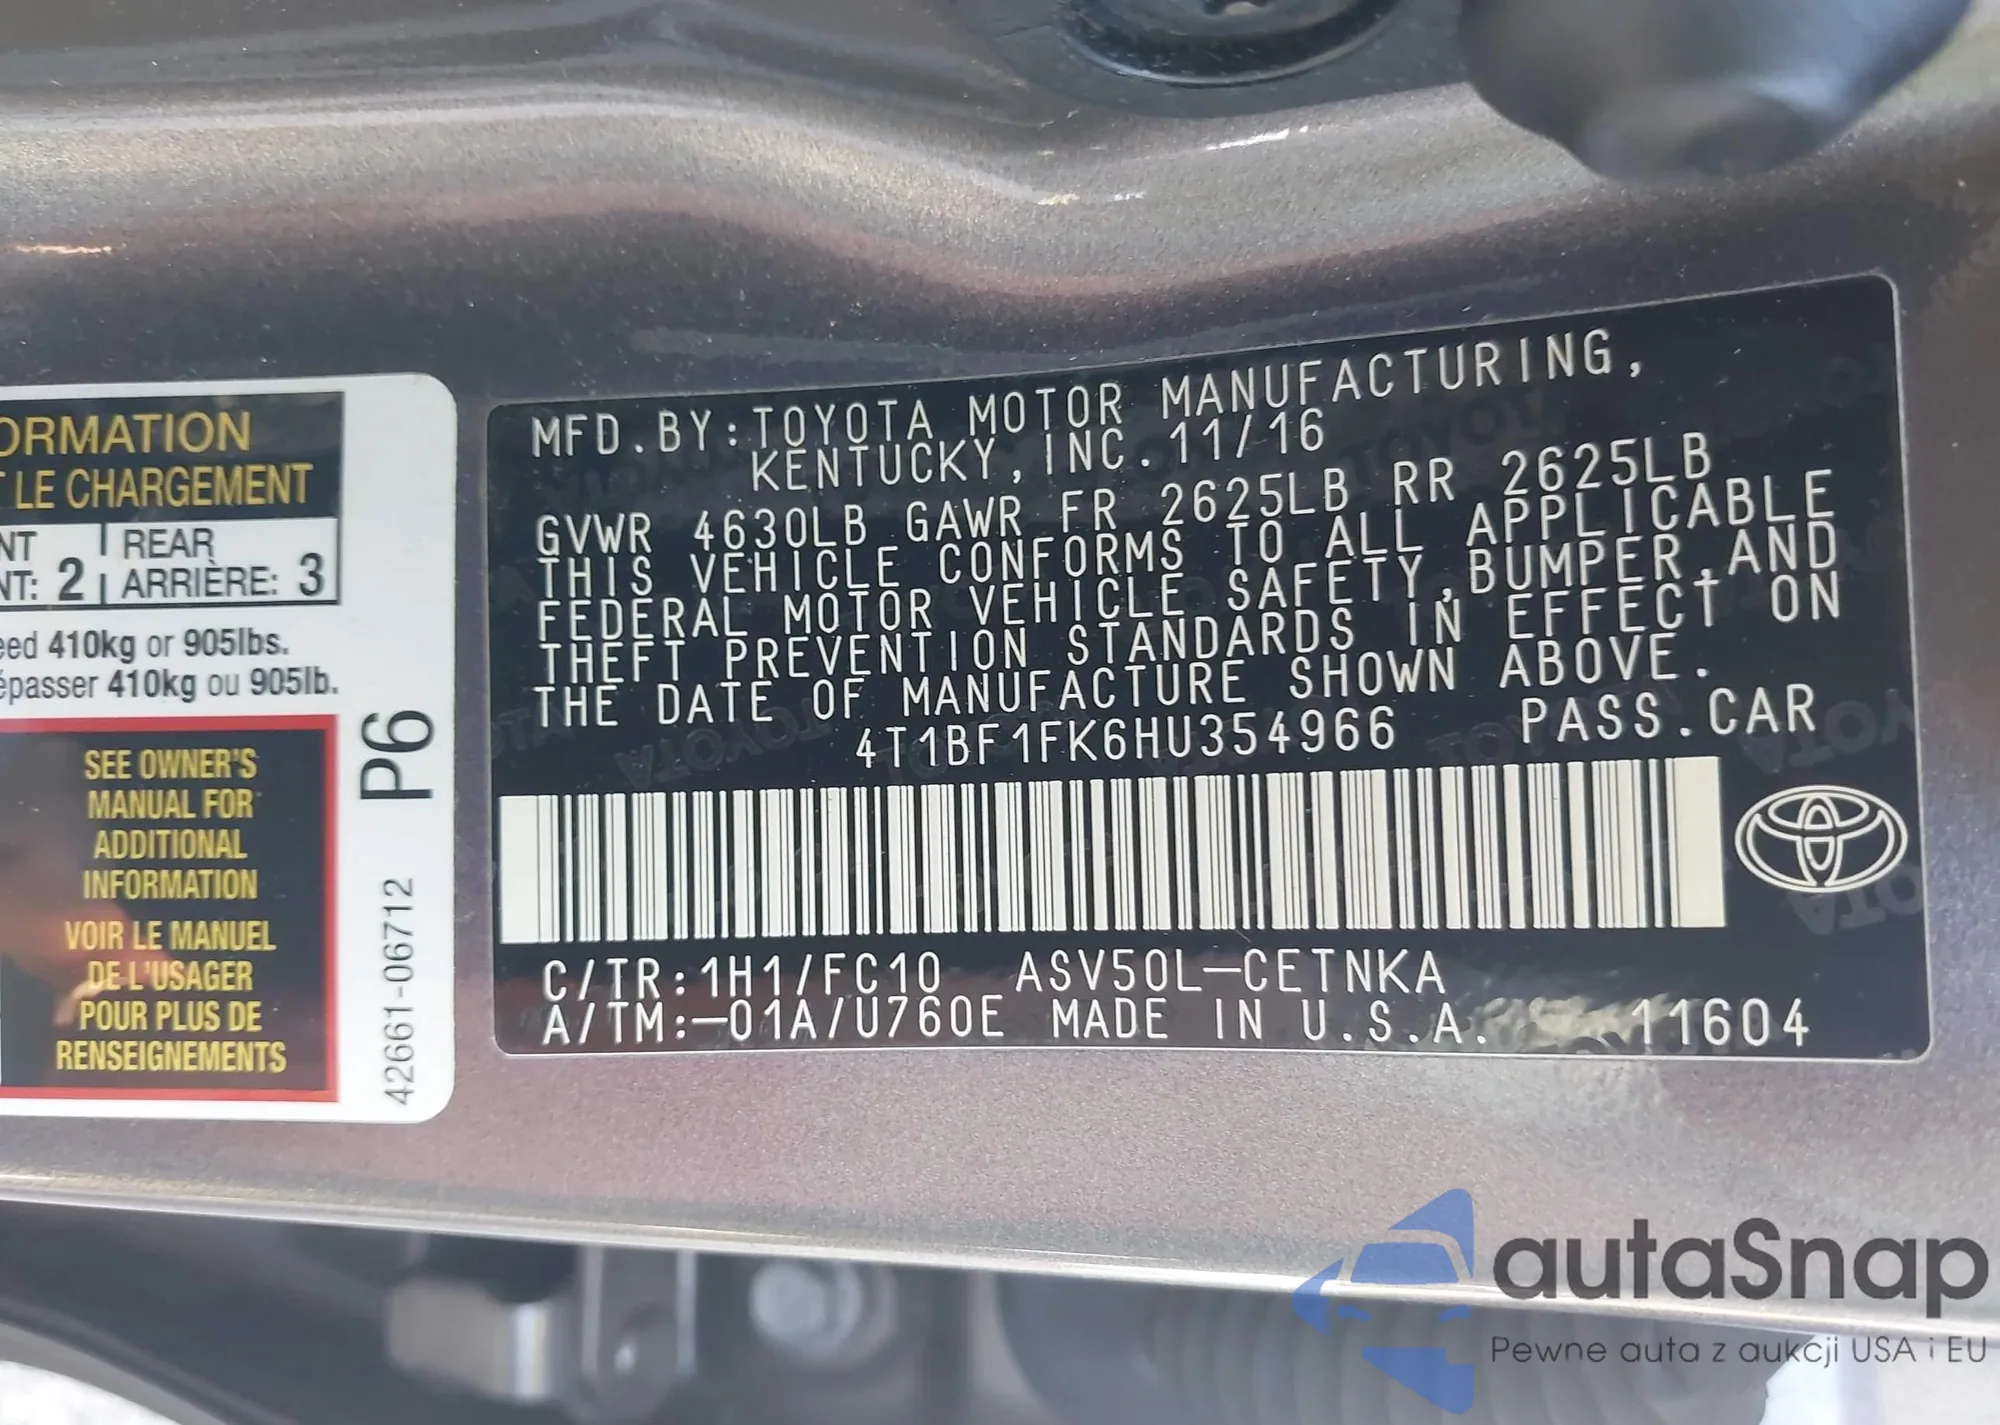 ORMATION
LE CHARGEMENT
NT
REAR
NT: 2
ARRIÈRE: 3
eed 410kg or 905lbs.
épasser 410kg ou 905lb.
SEE OWNER'S
MANUAL FOR
ADDITIONAL
INFORMATION
VOIR LE MANUEL
DE L'USAGER
POUR PLUS DE
RENSEIGNEMENTS
P6
42661-06712
MFD.BY:TOYOTA MOTOR MANUFACTURING,
KENTUCKY,INC.11/16
GVWR 4630LB GAWR FR 2625LB RR 2625LB
THIS VEHICLE CONFORMS TO ALL APPLICABLE
FEDERAL MOTOR VEHICLE SAFETY,BUMPER,AND
THEFT PREVENTION STANDARDS IN EFFECT ON
THE DATE OF MANUFACTURE SHOWN ABOVE.
4T1BF1FK6HU354966 PASS.CAR
C/TR:1H1/FC10 ASV50L-CETNKA
A/TM:-01A/U760E MADE IN U.S.A. 11604
autaSnap
Pewne auta z aukcji USA i EU